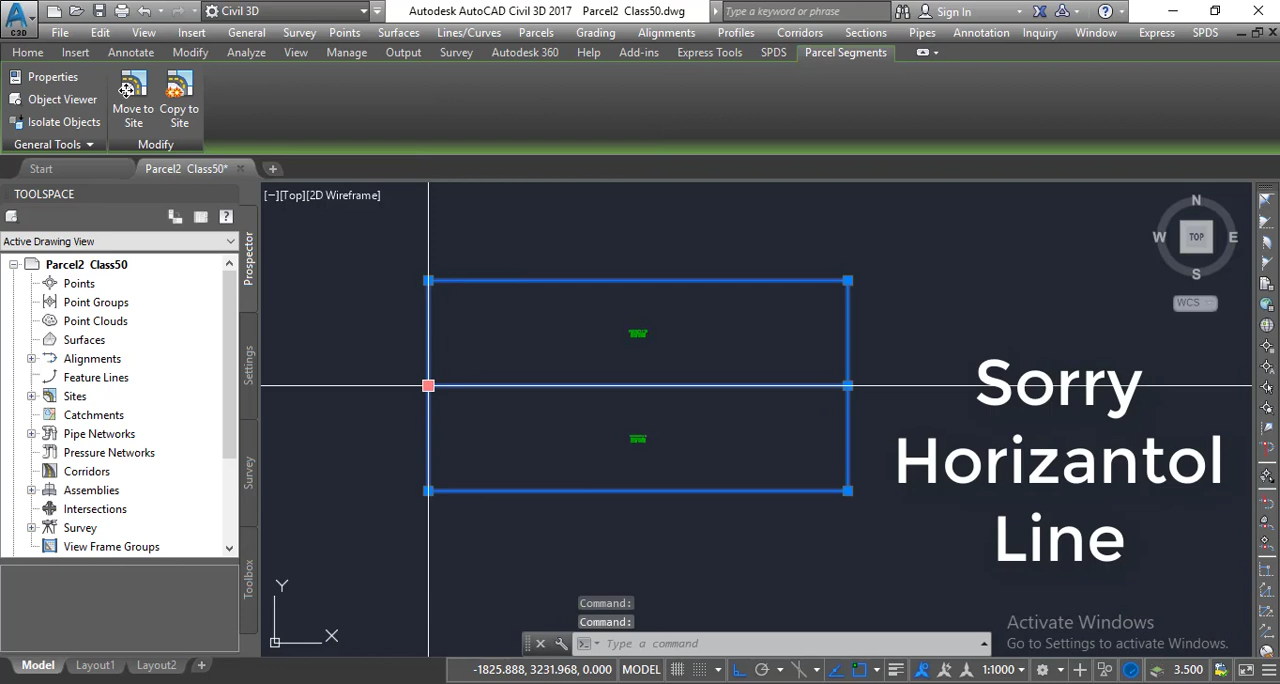 Civil 3D
Autodesk AutoCAD Civil 3D 2017 Parcel2 Class50.dwg
Type a keyword or phrase
Sign In
C3D
File Edit View Insert General Survey Points Surfaces Lines/Curves Parcels Grading Alignments Profiles Corridors Sections Pipes Annotation Inquiry Window Express SPDS
Home Insert Annotate Modify Analyze View Manage Output Survey Autodesk 360 Help Add-ins Express Tools SPDS Parcel Segments
Properties
Object Viewer
Isolate Objects
General Tools
Move to
Site
Copy to
Site
Modify
Start
Parcel2 Class50*
TOOLSPACE
Active Drawing View
Parcel2 Class50
Points
Point Groups
Point Clouds
Surfaces
Alignments
Feature Lines
Sites
Catchments
Pipe Networks
Pressure Networks
Corridors
Assemblies
Intersections
Survey
View Frame Groups
Prospector
Settings
Survey
Toolbox
[−][Top][2D Wireframe]
N
W
TOP
E
S
WCS
Sorry
Horizantol
Line
Y
X
Command:
Command:
Type a command
Activate Windows
Go to Settings to activate Windows.
Model Layout1 Layout2
-1825.888, 3231.968, 0.000 MODEL
1:1000
3.500